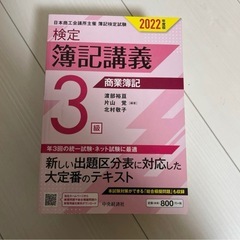 日本商工会議所主催 簿記検定試験
2022年度版
検定
簿記講義
3級
商業簿記
渡部裕亘
片山 覚
北村敬子
年3回の統一試験・ネット試験に最適
新しい出題区分表に対応した
大定番のテキスト
中央経済社
800